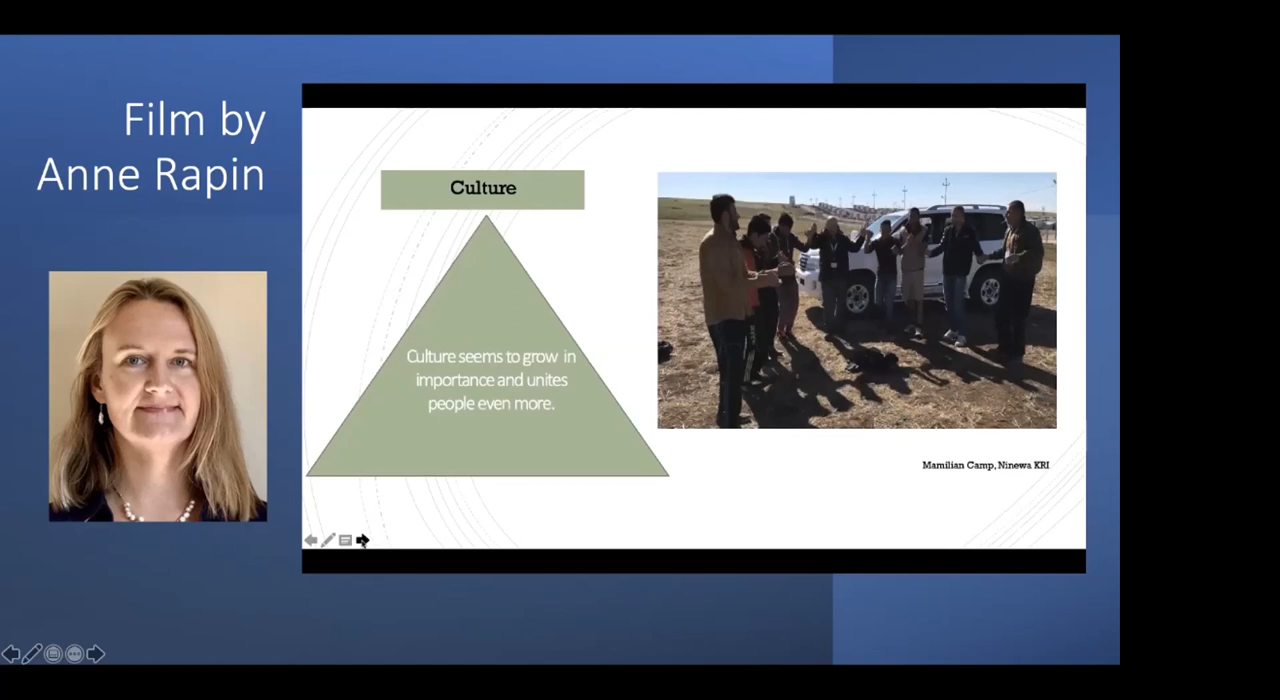 Film by
Anne Rapin
Culture
Culture seems to grow in
importance and unites
people even more.
Mamilian Camp, Ninewa KRI